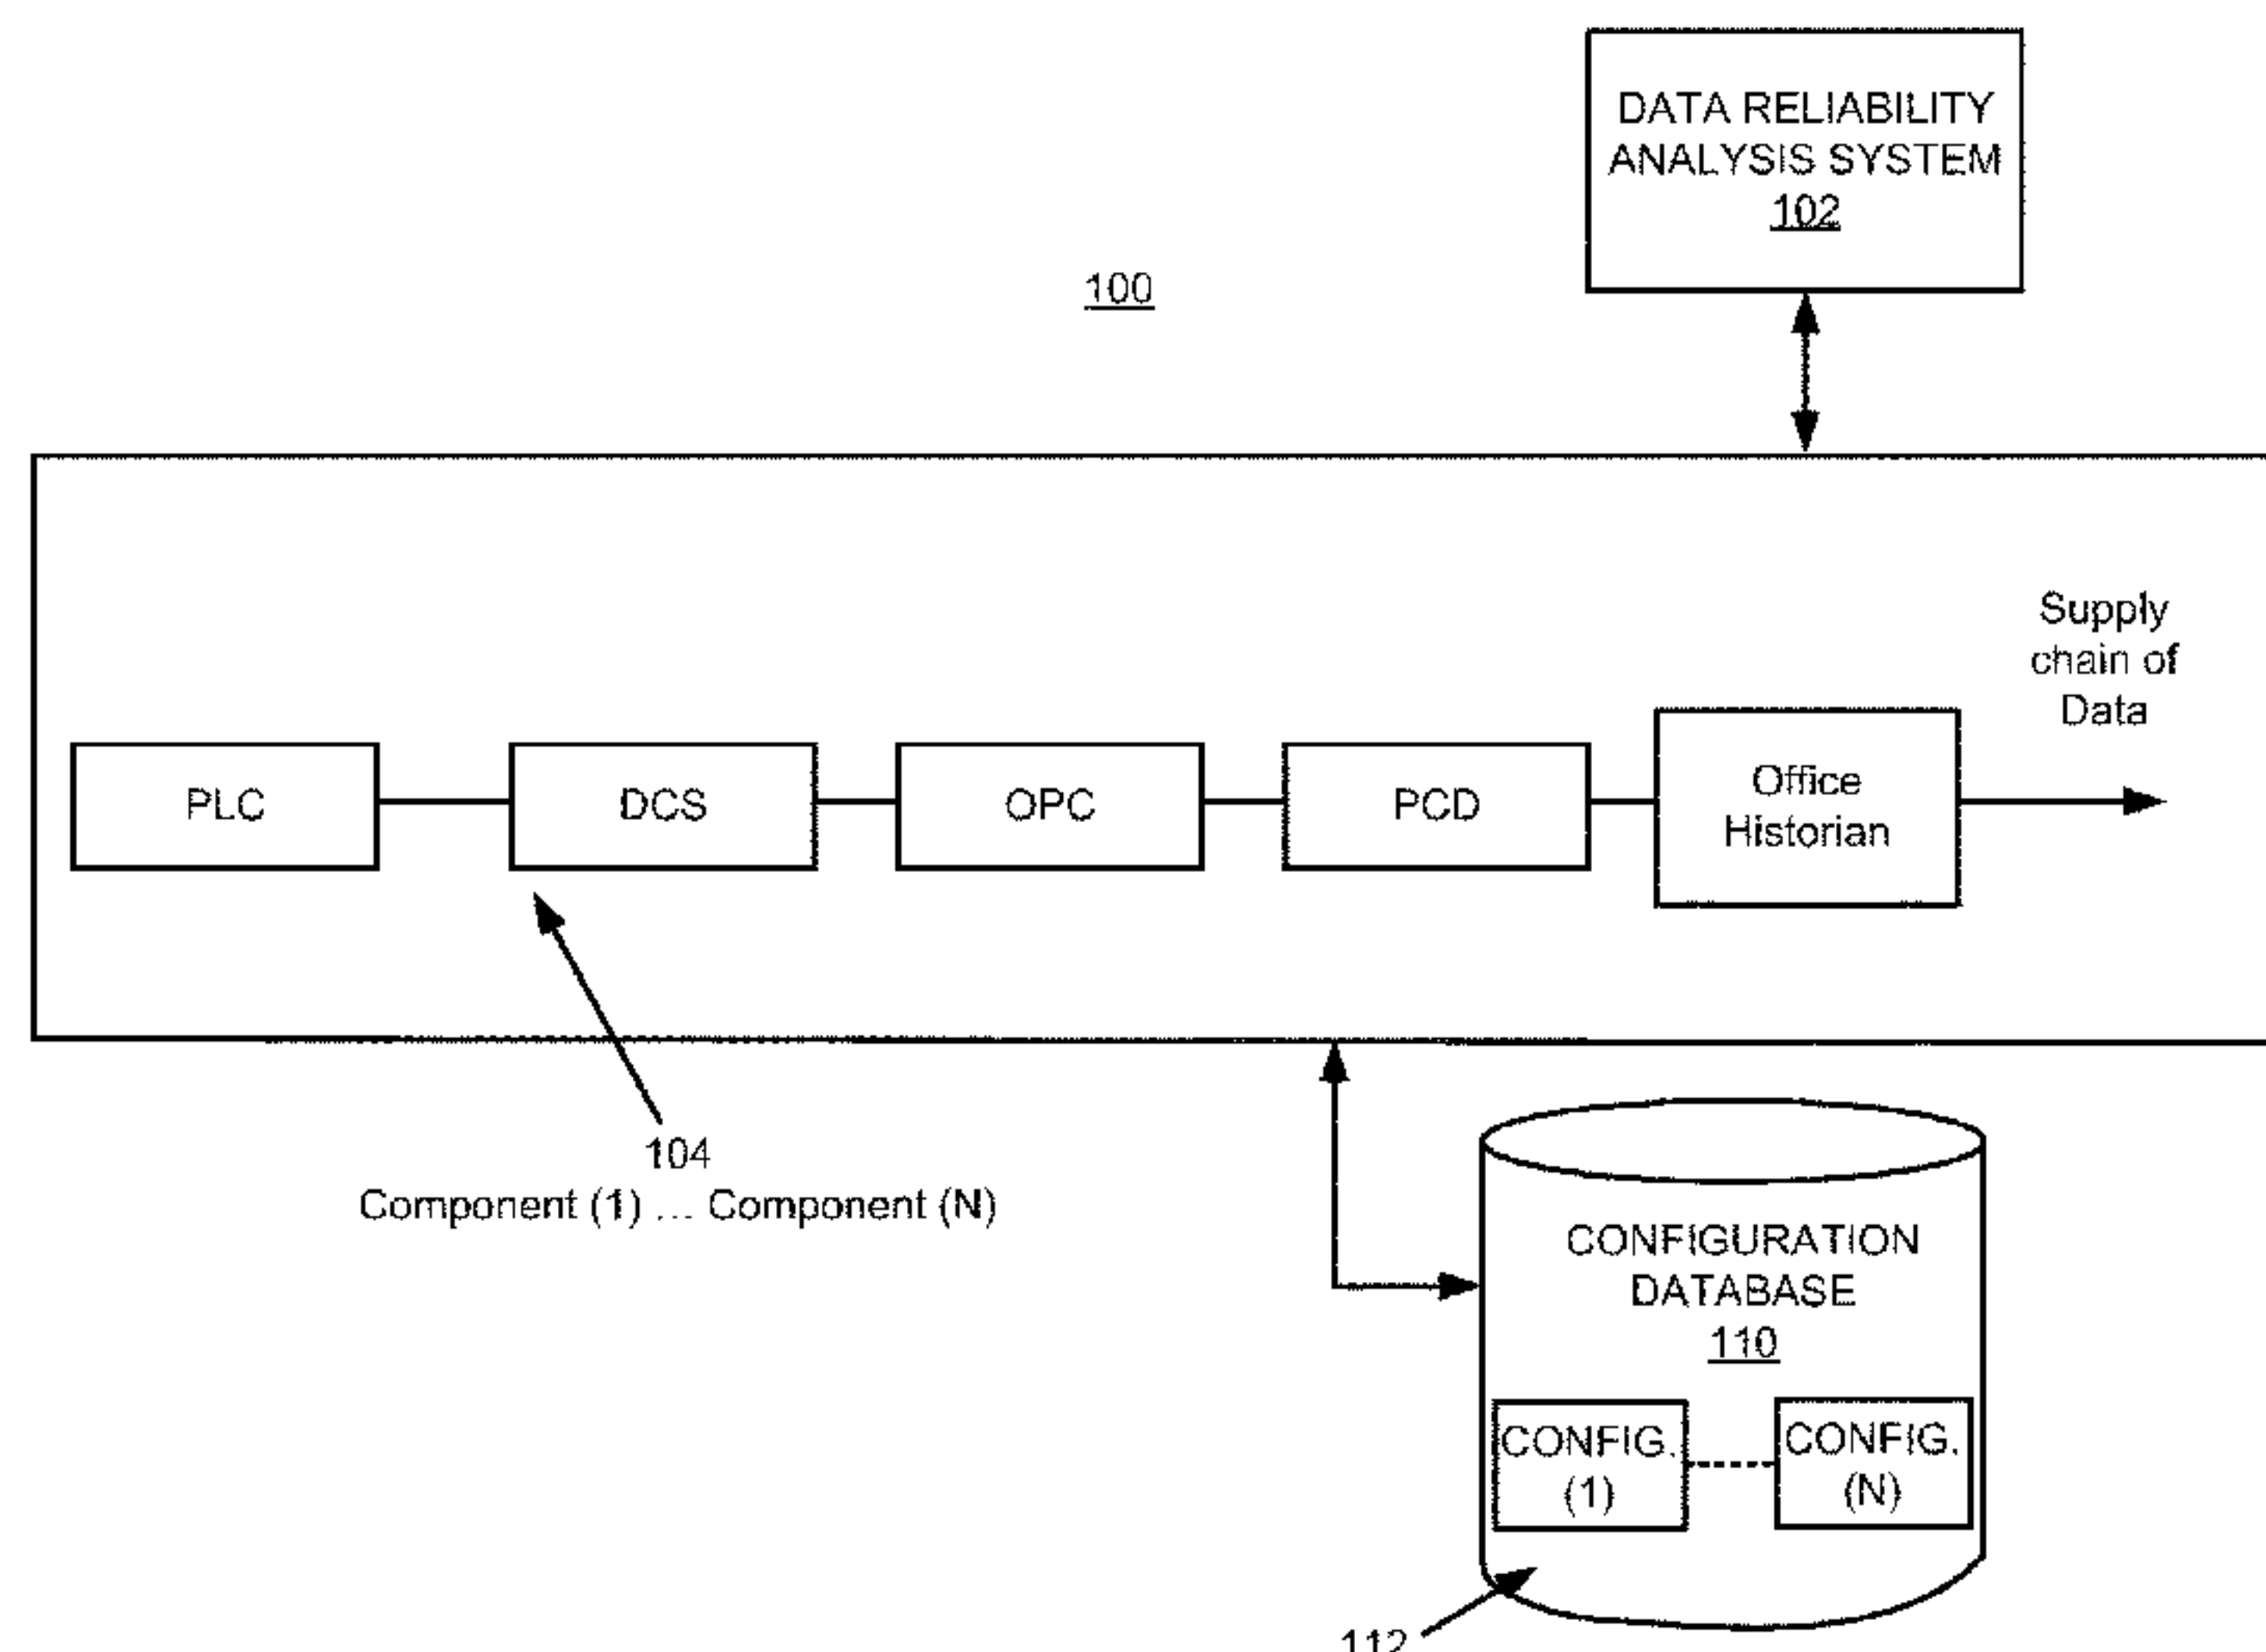 DATA RELIABILITY
ANALYSIS SYSTEM
102
100
Supply
chain of
Data
PLC
DCS
OPC
PCD
Office
Historian
104
Component (1) ... Component (N)
CONFIGURATION
DATABASE
110
CONFIG.
(1)
CONFIG.
(N)
112